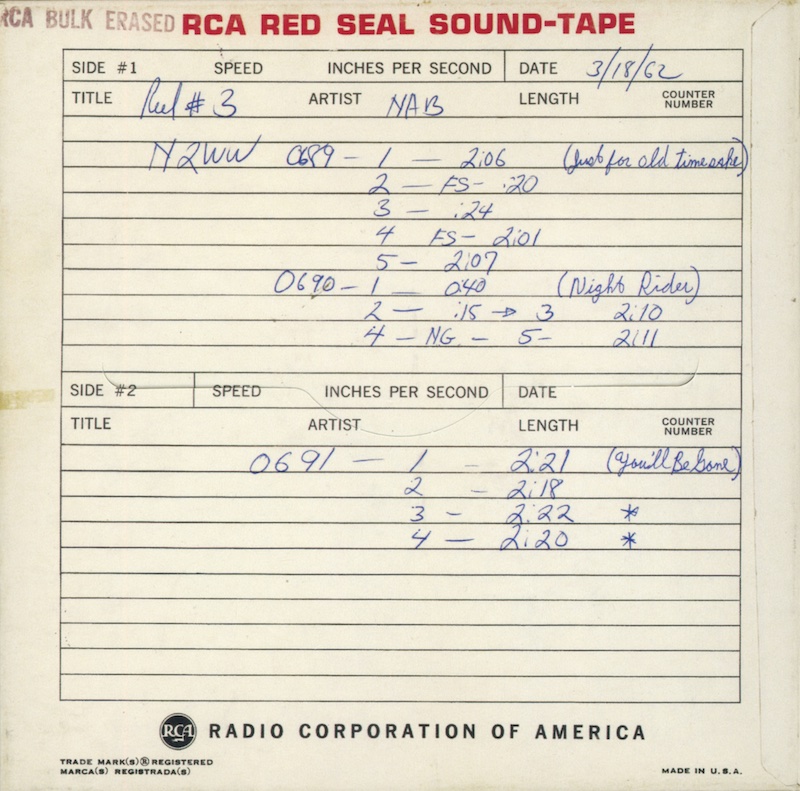 RCA BULK ERASED RCA RED SEAL SOUND-TAPE
SIDE #1 SPEED INCHES PER SECOND DATE 3/18/62
TITLE Reel # 3 ARTIST NAB LENGTH COUNTER NUMBER
N2WW 0689 - 1 — 2:06 (Just for old time sake)
2 — FS - :20
3 — :24
4 FS - 2:01
5 - 2:07
0690 - 1 — 0:40 (Night Rider)
2 — :15 → 3 2:10
4 - NG - 5 - 2:11
SIDE #2 SPEED INCHES PER SECOND DATE
TITLE ARTIST LENGTH COUNTER NUMBER
0691 — 1 - 2:21 (You'll Be Gone)
2 - 2:18
3 - 2:22 *
4 — 2:20 *
RCA RADIO CORPORATION OF AMERICA
TRADE MARK(S) ® REGISTERED
MARCA(S) REGISTRADA(S)
MADE IN U.S.A.